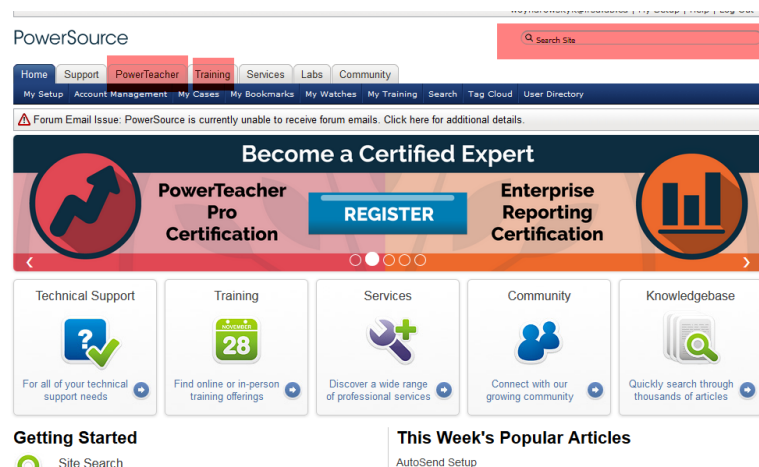 My Setup | Help | Log Out
PowerSource
Search Site
Home Support PowerTeacher Training Services Labs Community
My Setup Account Management My Cases My Bookmarks My Watches My Training Search Tag Cloud User Directory
Forum Email Issue: PowerSource is currently unable to receive forum emails. Click here for additional details.
Become a Certified Expert
PowerTeacher
Pro
Certification
REGISTER
Enterprise
Reporting
Certification
Technical Support
NOVEMBER
28
For all of your technical
support needs
Training
Find online or in-person
training offerings
Services
Discover a wide range
of professional services
Community
Connect with our
growing community
Knowledgebase
Quickly search through
thousands of articles
Getting Started
Site Search
This Week's Popular Articles
AutoSend Setup